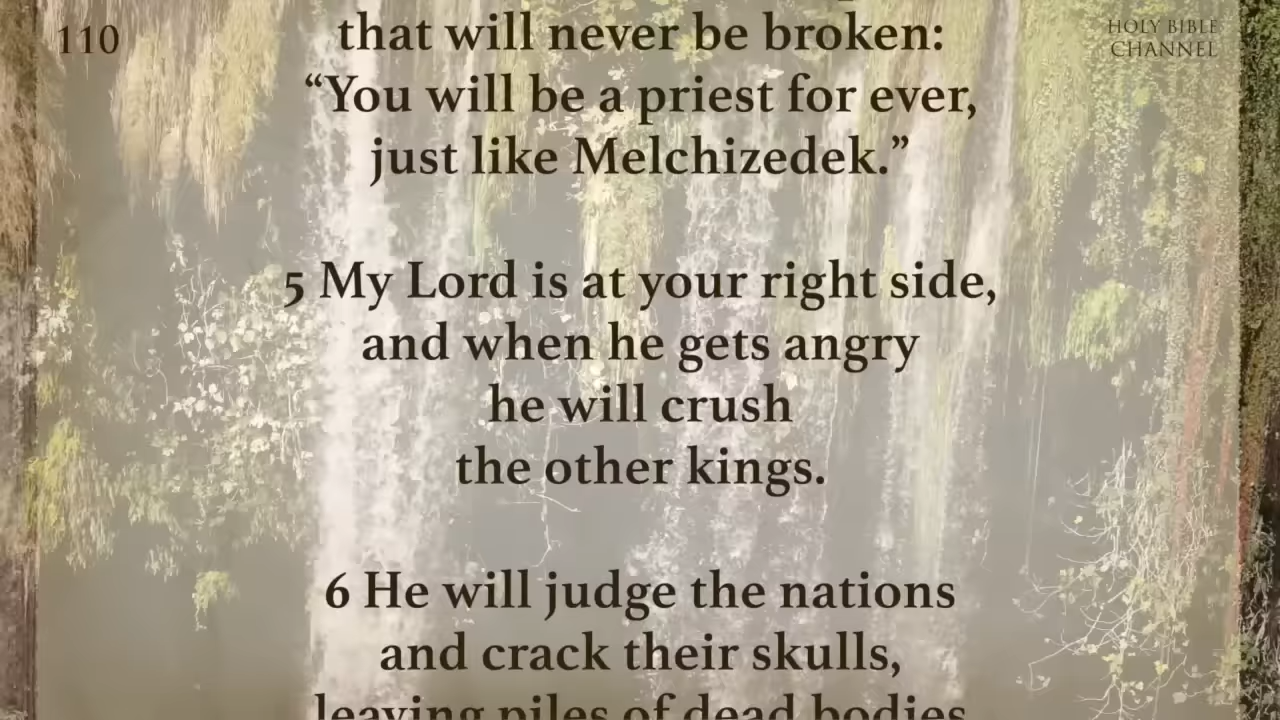 110
HOLY BIBLE
CHANNEL
that will never be broken:
“You will be a priest for ever,
just like Melchizedek.”
5 My Lord is at your right side,
and when he gets angry
he will crush
the other kings.
6 He will judge the nations
and crack their skulls,
leaving piles of dead bodies